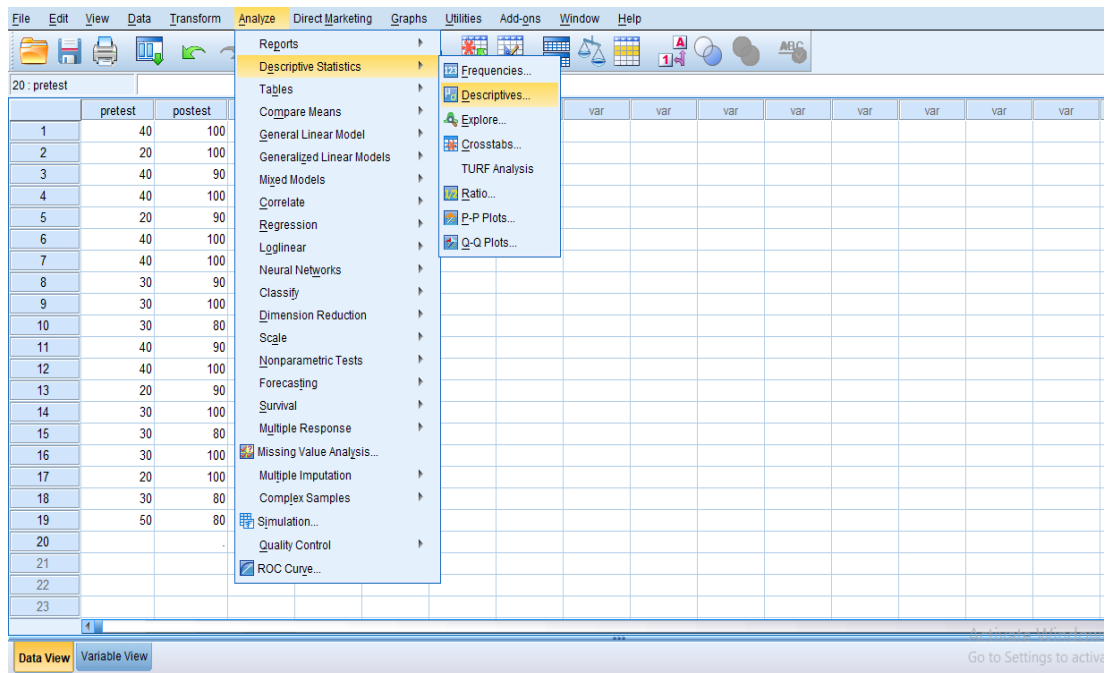 File Edit View Data Transform Analyze Direct Marketing Graphs Utilities Add-ons Window Help
20 : pretest
Reports
Descriptive Statistics
Tables
Compare Means
General Linear Model
Generalized Linear Models
Mixed Models
Correlate
Regression
Loglinear
Neural Networks
Classify
Dimension Reduction
Scale
Nonparametric Tests
Forecasting
Survival
Multiple Response
Missing Value Analysis...
Multiple Imputation
Complex Samples
Simulation...
Quality Control
ROC Curve...
Frequencies...
Descriptives...
Explore...
Crosstabs...
TURF Analysis
Ratio...
P-P Plots...
Q-Q Plots...
pretest postest var var var var var var var var
1 40 100
2 20 100
3 40 90
4 40 100
5 20 90
6 40 100
7 40 100
8 30 90
9 30 100
10 30 80
11 40 90
12 40 100
13 20 90
14 30 100
15 30 80
16 30 100
17 20 100
18 30 80
19 50 80
20 .
21
22
23
Data View Variable View
Activate Windows
Go to Settings to activa